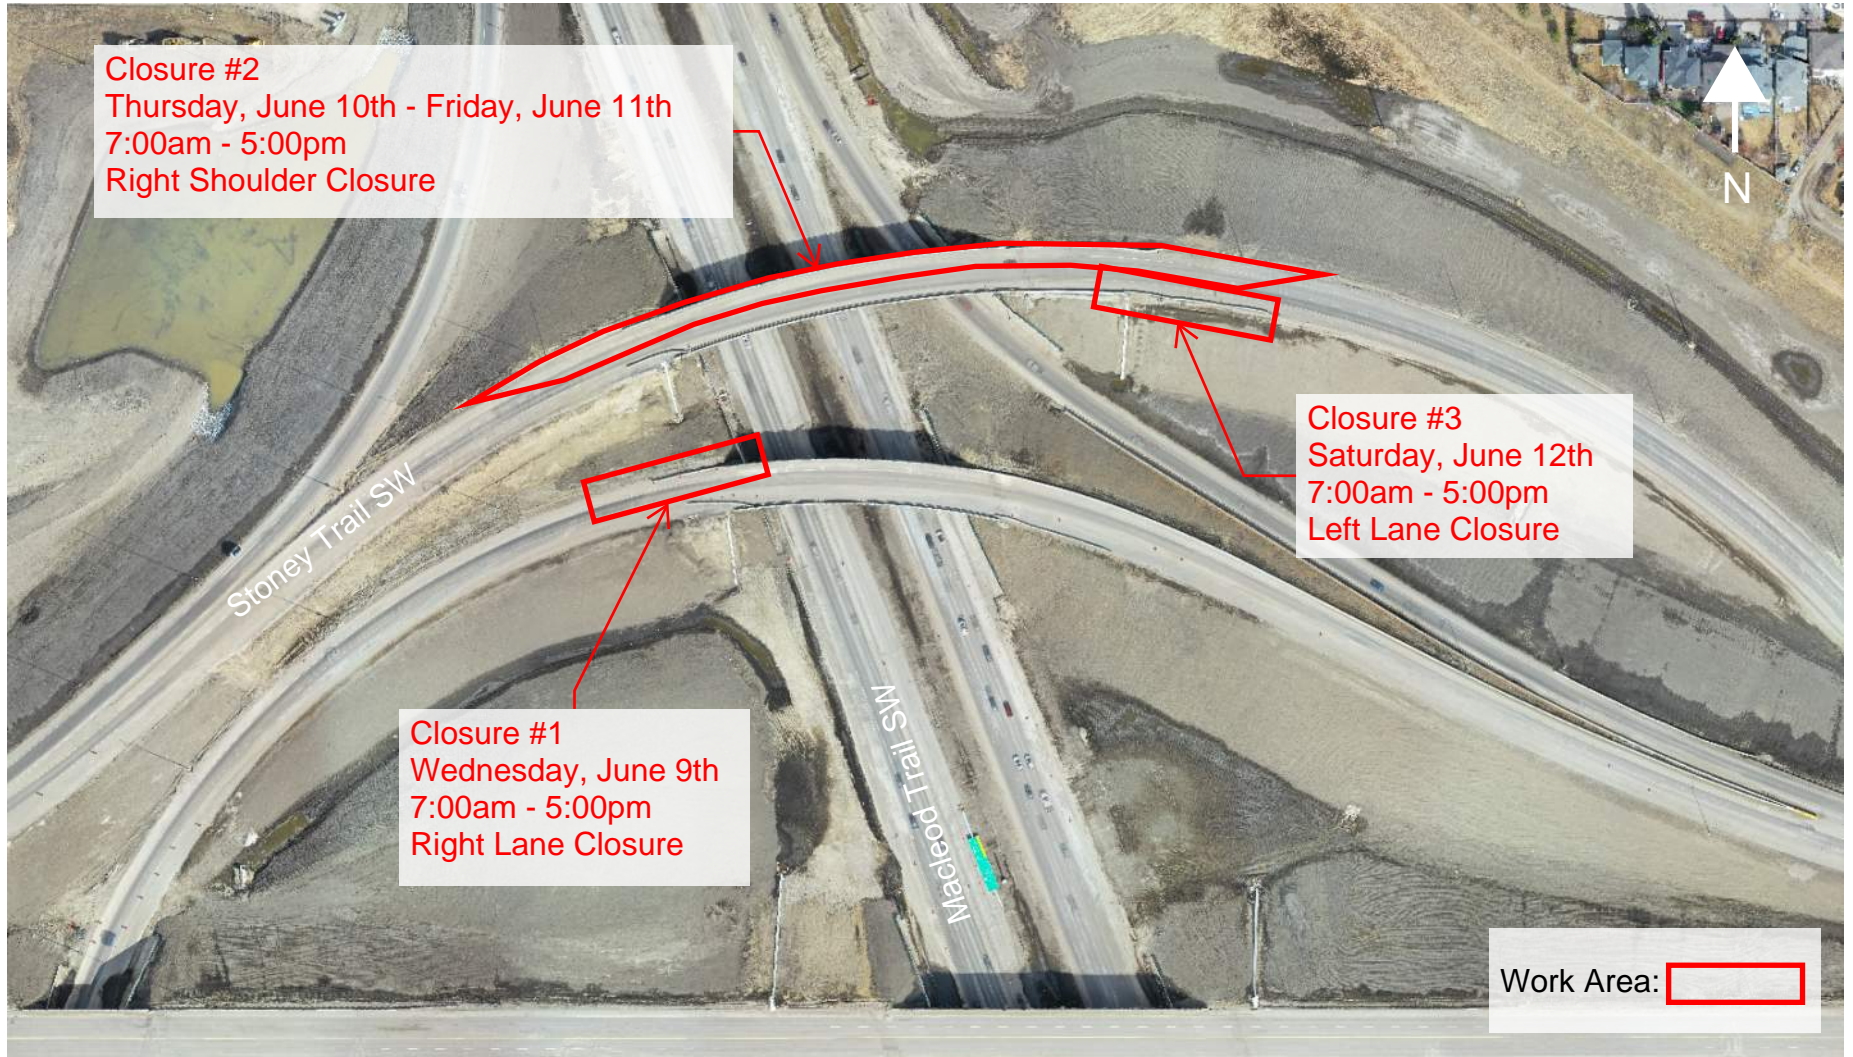 Closure #2
Thursday, June 10th - Friday, June 11th
7:00am - 5:00pm
Right Shoulder Closure
N
Closure #3
Saturday, June 12th
7:00am - 5:00pm
Left Lane Closure
Stoney Trail SW
Closure #1
Wednesday, June 9th
7:00am - 5:00pm
Right Lane Closure
Macleod Trail SW
Work Area: